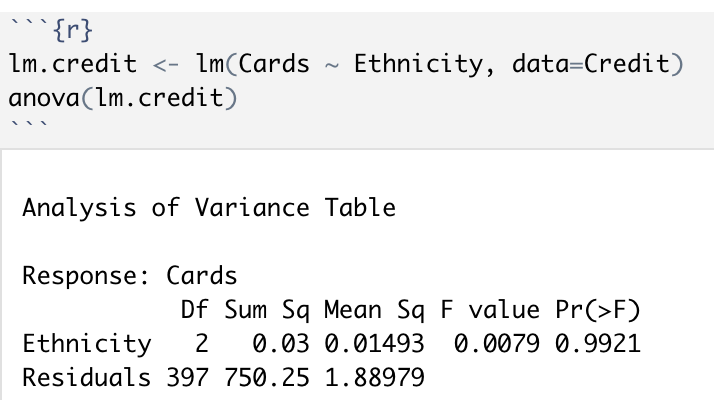 ```{r}
lm.credit <- lm(Cards ~ Ethnicity, data=Credit)
anova(lm.credit)
```
Analysis of Variance Table
Response: Cards
Df Sum Sq Mean Sq F value Pr(>F)
Ethnicity 2 0.03 0.01493 0.0079 0.9921
Residuals 397 750.25 1.88979